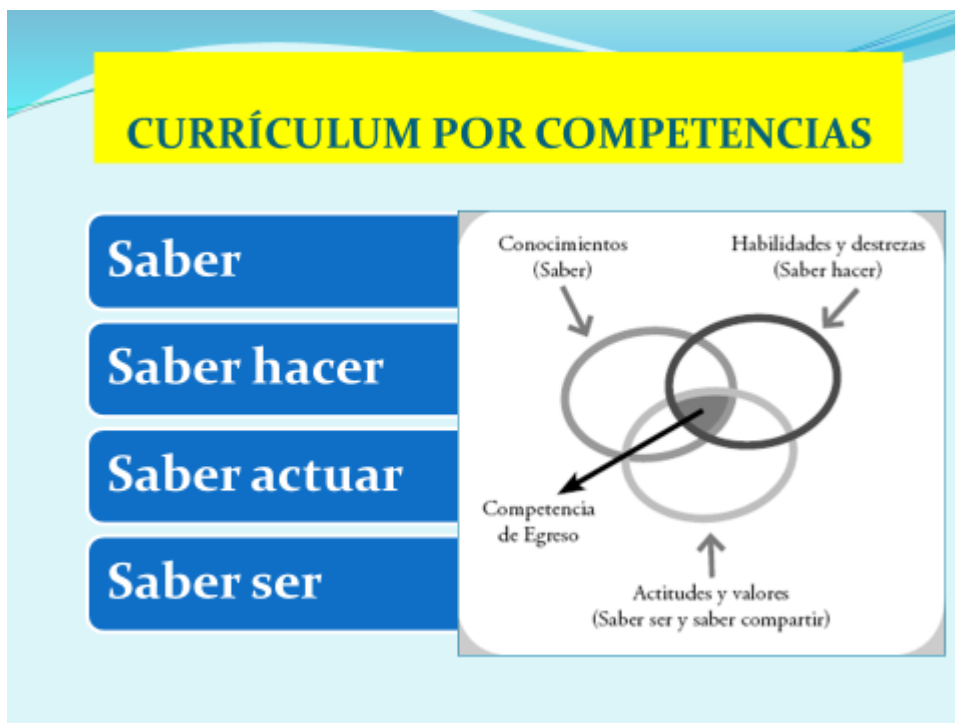 CURRÍCULUM POR COMPETENCIAS
Saber
Saber hacer
Saber actuar
Saber ser
Conocimientos
(Saber)
Habilidades y destrezas
(Saber hacer)
Competencia
de Egreso
Actitudes y valores
(Saber ser y saber compartir)